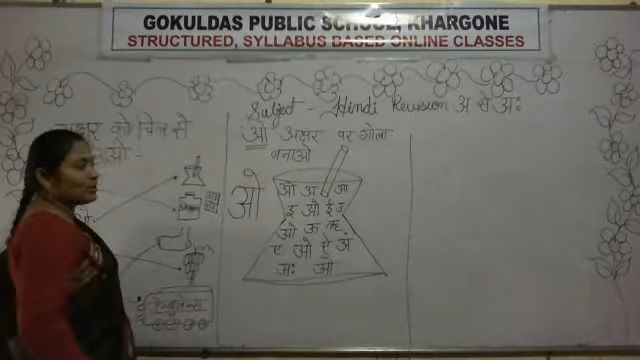 GOKULDAS PUBLIC SCHOOL, KHARGONE
STRUCTURED, SYLLABUS BASED ONLINE CLASSES
Subject - Hindi Revision अ से अः
अक्षर को चित्र से
ओ अक्षर पर गोला
बनाओ
ओ
ओ अ आ
इ ओ ई उ
ओ ऊ ऋ
ए ओ ऐ अं
अः ओ